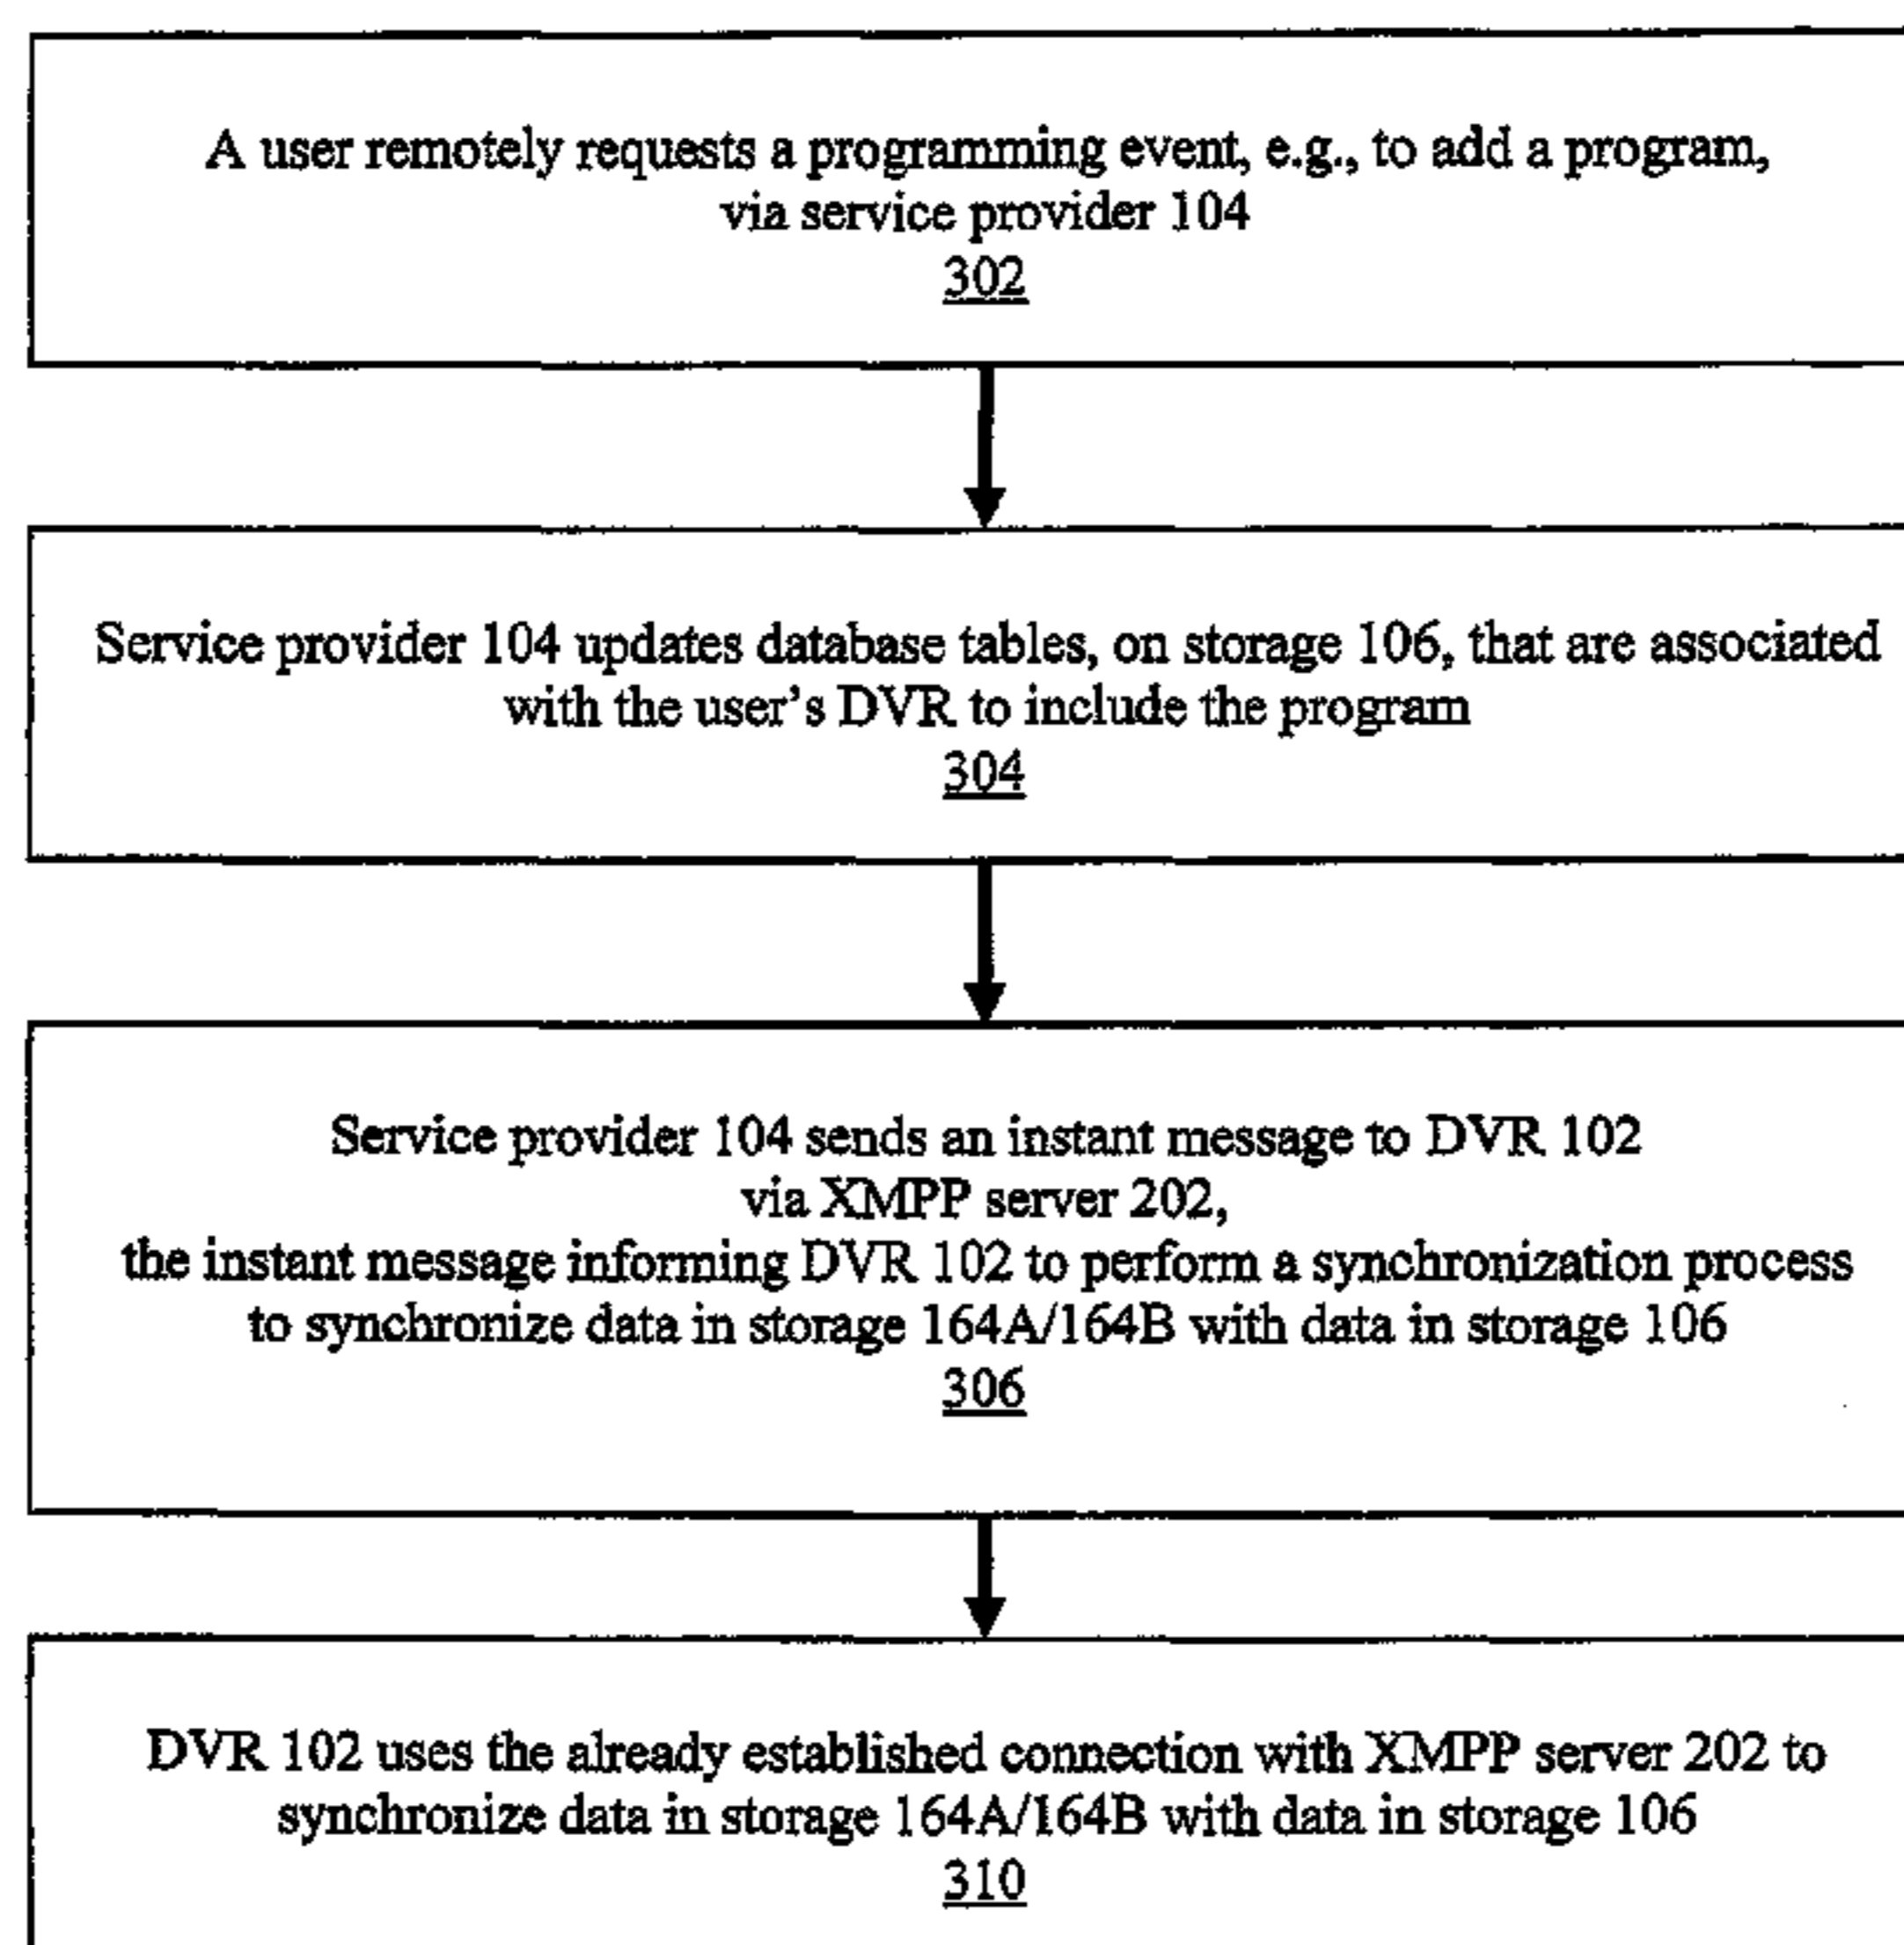 A user remotely requests a programming event, e.g., to add a program,
via service provider 104
302
Service provider 104 updates database tables, on storage 106, that are associated
with the user's DVR to include the program
304
Service provider 104 sends an instant message to DVR 102
via XMPP server 202,
the instant message informing DVR 102 to perform a synchronization process
to synchronize data in storage 164A/164B with data in storage 106
306
DVR 102 uses the already established connection with XMPP server 202 to
synchronize data in storage 164A/164B with data in storage 106
310